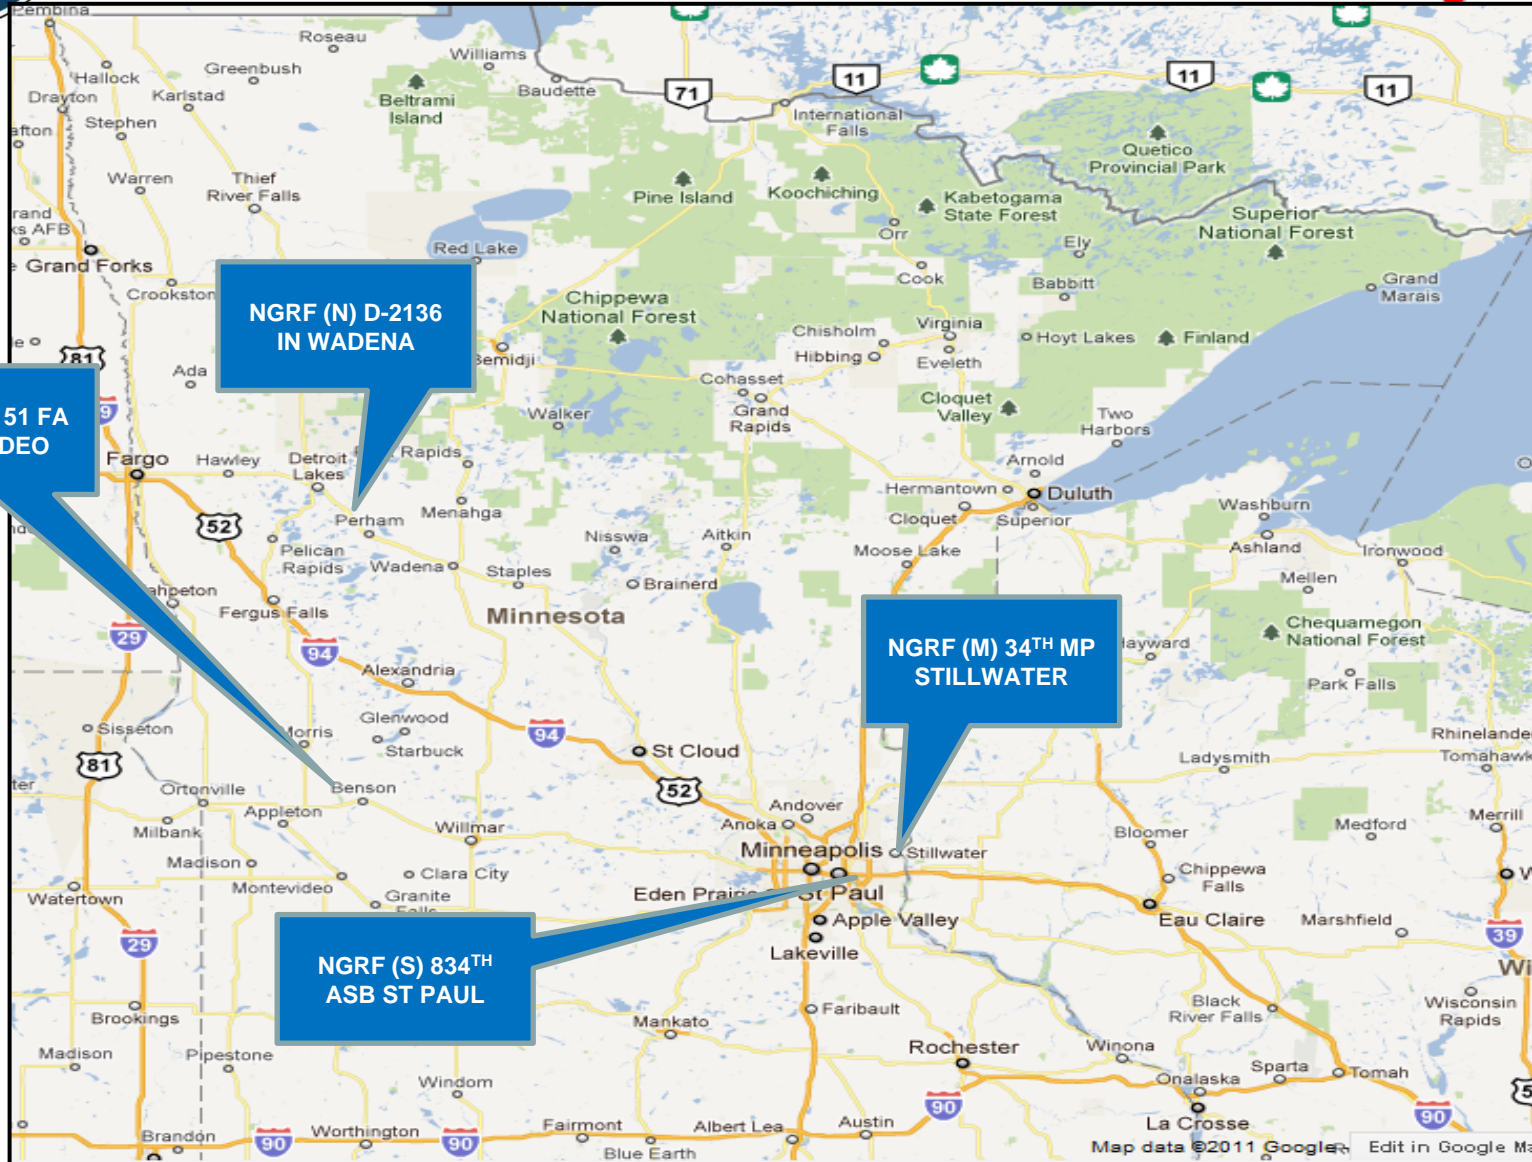 Pembina
Roseau
Williams
Hallock
Greenbush
Baudette
71
11
11
11
Drayton
Karlstad
Beltrami
Island
International
Falls
Stephen
Quetico
Provincial Park
Warren
Thief
River Falls
Pine Island
Koochiching
Kabetogama
State Forest
Superior
National Forest
Orr
Red Lake
Ely
Grand Forks
Cook
Babbitt
Grand
Marais
Crookston
Chippewa
National Forest
NGRF (N) D-2136
IN WADENA
Chisholm
Virginia
Hoyt Lakes
Finland
Hibbing
Eveleth
81
Bemidji
Ada
Cohasset
Grand
Rapids
Cloquet
Valley
Two
Harbors
Walker
51 FA
Fargo
Hawley
Detroit
Lakes
Rapids
Arnold
Hermantown
Duluth
Cloquet
Superior
Washburn
Menahga
Perham
52
Nisswa
Aitkin
Pelican
Rapids
Wadena
Staples
Brainerd
Moose Lake
Ashland
Ironwood
Mellen
Fergus Falls
Minnesota
29
94
NGRF (M) 34TH MP
STILLWATER
Chequamegon
National Forest
Park Falls
Alexandria
Sisseton
Glenwood
Starbuck
94
St Cloud
81
Rhinelander
Tomahawk
Ladysmith
Ortonville
Benson
52
Appleton
Milbank
Andover
Anoka
Willmar
Bloomer
Medford
Merrill
Minneapolis
Stillwater
Madison
Clara City
Montevideo
Granite
Falls
Watertown
Eden Prairie
St Paul
Chippewa
Falls
Apple Valley
Eau Claire
Marshfield
Lakeville
29
39
NGRF (S) 834TH
ASB ST PAUL
Brookings
Faribault
Mankato
Black
River Falls
Wisconsin
Rapids
Madison
Pipestone
Rochester
Winona
Windom
Onalaska
Sparta
Tomah
90
90
Fairmont
Albert Lea
Austin
La Crosse
Brandon
90
Worthington
90
Blue Earth
Map data ©2011 Google
Edit in Google